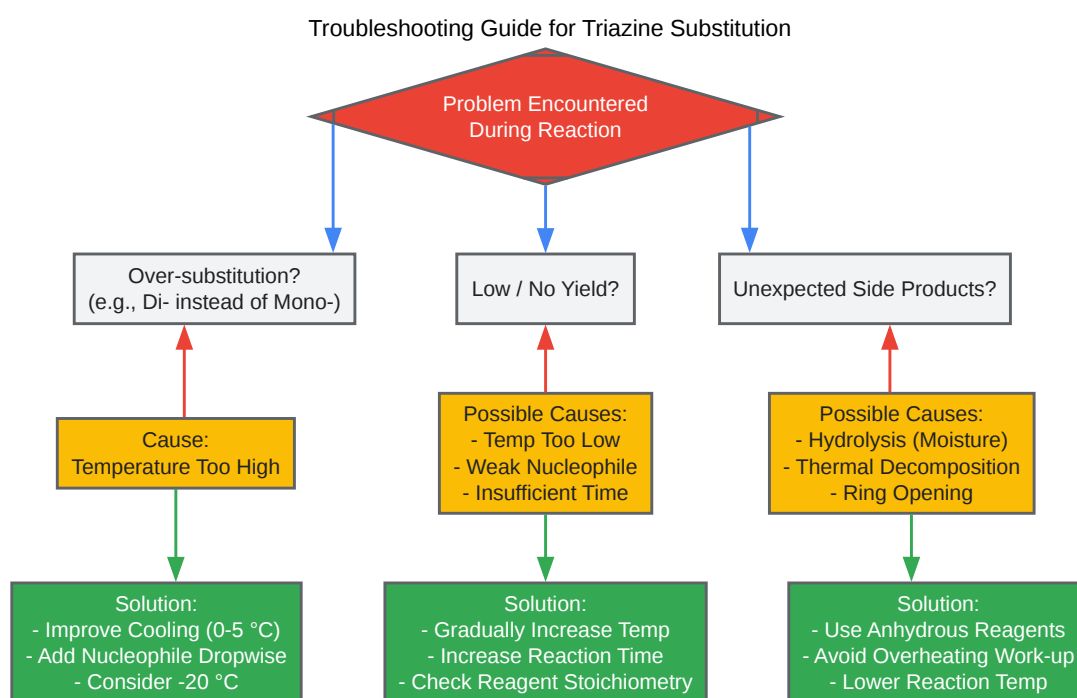 Troubleshooting Guide for Triazine Substitution
Problem Encountered
During Reaction
Over-substitution?
(e.g., Di- instead of Mono-)
Low / No Yield?
Unexpected Side Products?
Cause:
Temperature Too High
Possible Causes:
- Temp Too Low
- Weak Nucleophile
- Insufficient Time
Possible Causes:
- Hydrolysis (Moisture)
- Thermal Decomposition
- Ring Opening
Solution:
- Improve Cooling (0-5 °C)
- Add Nucleophile Dropwise
- Consider -20 °C
Solution:
- Gradually Increase Temp
- Increase Reaction Time
- Check Reagent Stoichiometry
Solution:
- Use Anhydrous Reagents
- Avoid Overheating Work-up
- Lower Reaction Temp